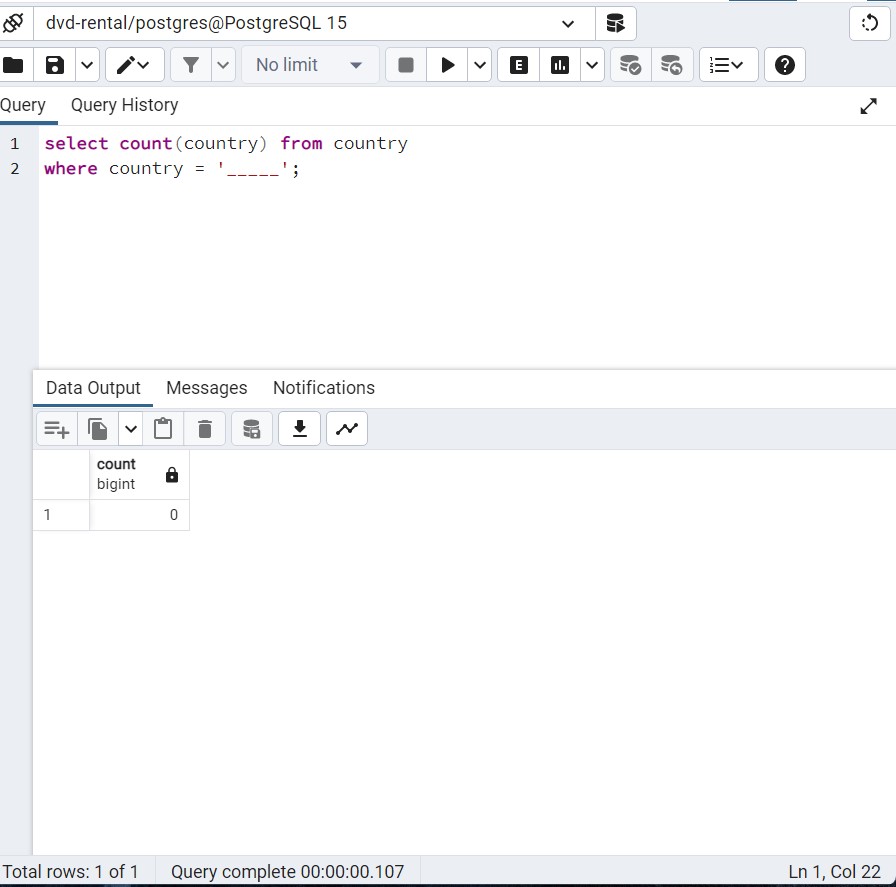 dvd-rental/postgres@PostgreSQL 15
No limit
E
Query Query History
1 select count(country) from country
2 where country = '_____';
Data Output Messages Notifications
count
bigint
1 0
Total rows: 1 of 1 Query complete 00:00:00.107 Ln 1, Col 22